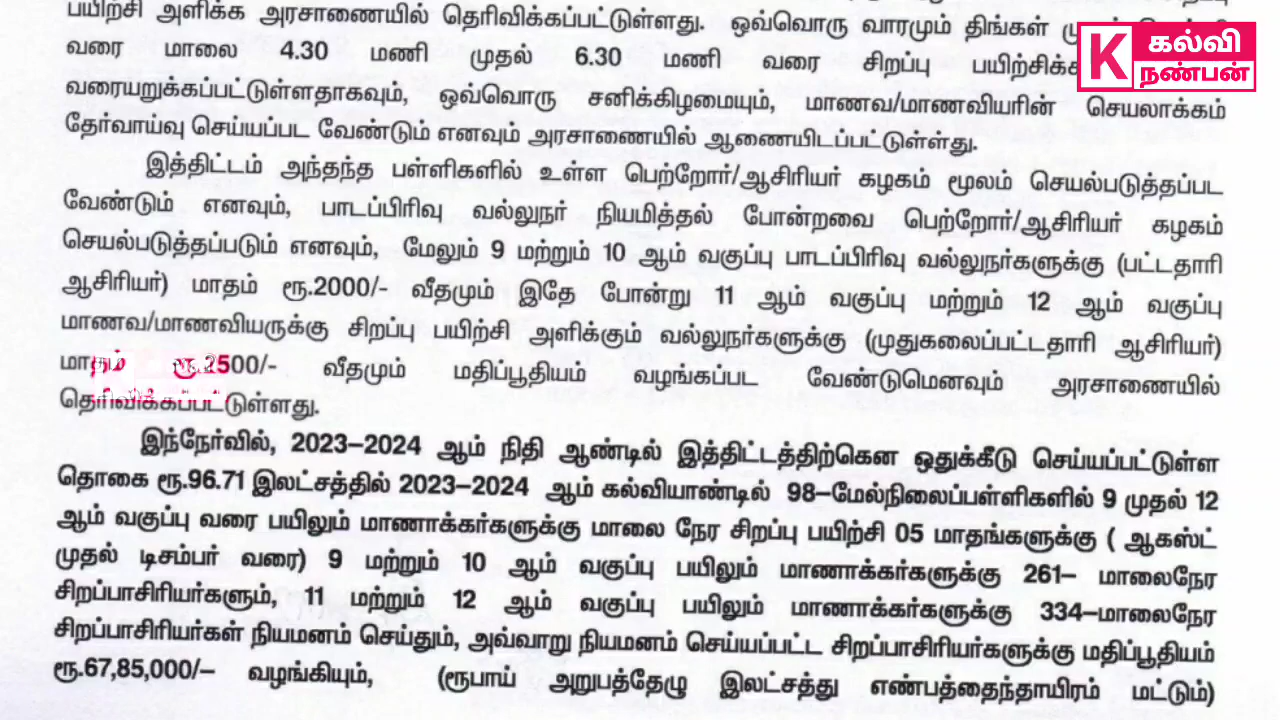 பயிற்சி அளிக்க அரசாணையில் தெரிவிக்கப்பட்டுள்ளது. ஒவ்வொரு வாரமும் திங்கள்
வரை மாலை 4.30 மணி முதல் 6.30 மணி வரை சிறப்பு
வரையறுக்கப்பட்டுள்ளதாகவும், ஒவ்வொரு சனிக்கிழமையும், மாணவ/மாணவியரின் செயலாக்கம்
தேர்வாய்வு செய்யப்பட வேண்டும் எனவும் அரசாணையில் ஆணையிடப்பட்டுள்ளது.
இத்திட்டம் அந்தந்த பள்ளிகளில் உள்ள பெற்றோர்/ஆசிரியர் கழகம் மூலம் செயல்படுத்தப்பட
வேண்டும் எனவும், பாடப்பிரிவு வல்லுநர் நியமித்தல் போன்றவை பெற்றோர்/ஆசிரியர் கழகம்
செயல்படுத்தப்படும் எனவும், மேலும் 9 மற்றும் 10 ஆம் வகுப்பு பாடப்பிரிவு வல்லுநர்களுக்கு (பட்டதாரி
ஆசிரியர்) மாதம் ரூ.2000/- வீதமும் இதே போன்று 11 ஆம் வகுப்பு மற்றும் 12 ஆம் வகுப்பு
மாணவ/மாணவியருக்கு சிறப்பு பயிற்சி அளிக்கும் வல்லுநர்களுக்கு (முதுகலைப்பட்டதாரி ஆசிரியர்)
மாதம் ரூ.2500/- வீதமும் மதிப்பூதியம் வழங்கப்பட வேண்டுமெனவும் அரசாணையில்
தெரிவிக்கப்பட்டுள்ளது.
இந்நேர்வில், 2023–2024 ஆம் நிதி ஆண்டில் இத்திட்டத்திற்கென ஒதுக்கீடு செய்யப்பட்டுள்ள
தொகை ரூ.96.71 இலட்சத்தில் 2023–2024 ஆம் கல்வியாண்டில் 98–மேல்நிலைப்பள்ளிகளில் 9 முதல் 12
ஆம் வகுப்பு வரை பயிலும் மாணாக்கர்களுக்கு மாலை நேர சிறப்பு பயிற்சி 05 மாதங்களுக்கு ( ஆகஸ்ட்
முதல் டிசம்பர் வரை) 9 மற்றும் 10 ஆம் வகுப்பு பயிலும் மாணாக்கர்களுக்கு 261– மாலைநேர
சிறப்பாசிரியர்களும், 11 மற்றும் 12 ஆம் வகுப்பு பயிலும் மாணாக்கர்களுக்கு 334–மாலைநேர
சிறப்பாசிரியர்கள் நியமனம் செய்தும், அவ்வாறு நியமனம் செய்யப்பட்ட சிறப்பாசிரியர்களுக்கு மதிப்பூதியம்
ரூ.67,85,000/– வழங்கியும், (ரூபாய் அறுபத்தேழு இலட்சத்து எண்பத்தைந்தாயிரம் மட்டும்)
K கல்வி
நண்பன்